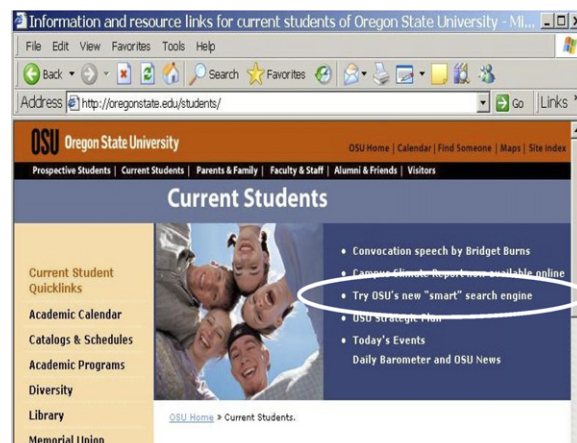 Information and resource links for current students of Oregon State University - Mi...
File Edit View Favorites Tools Help
Back Search Favorites
Address http://oregonstate.edu/students/ Go Links
OSU Oregon State University
OSU Home | Calendar | Find Someone | Maps | Site Index
Prospective Students | Current Students | Parents & Family | Faculty & Staff | Alumni & Friends | Visitors
Current Students
Current Student
Quicklinks
Academic Calendar
Catalogs & Schedules
Academic Programs
Diversity
Library
Memorial Union
• Convocation speech by Bridget Burns
• Campus Climate Report now available online
• Try OSU's new "smart" search engine
• OSU Strategic Plan
• Today's Events
Daily Barometer and OSU News
OSU Home » Current Students.